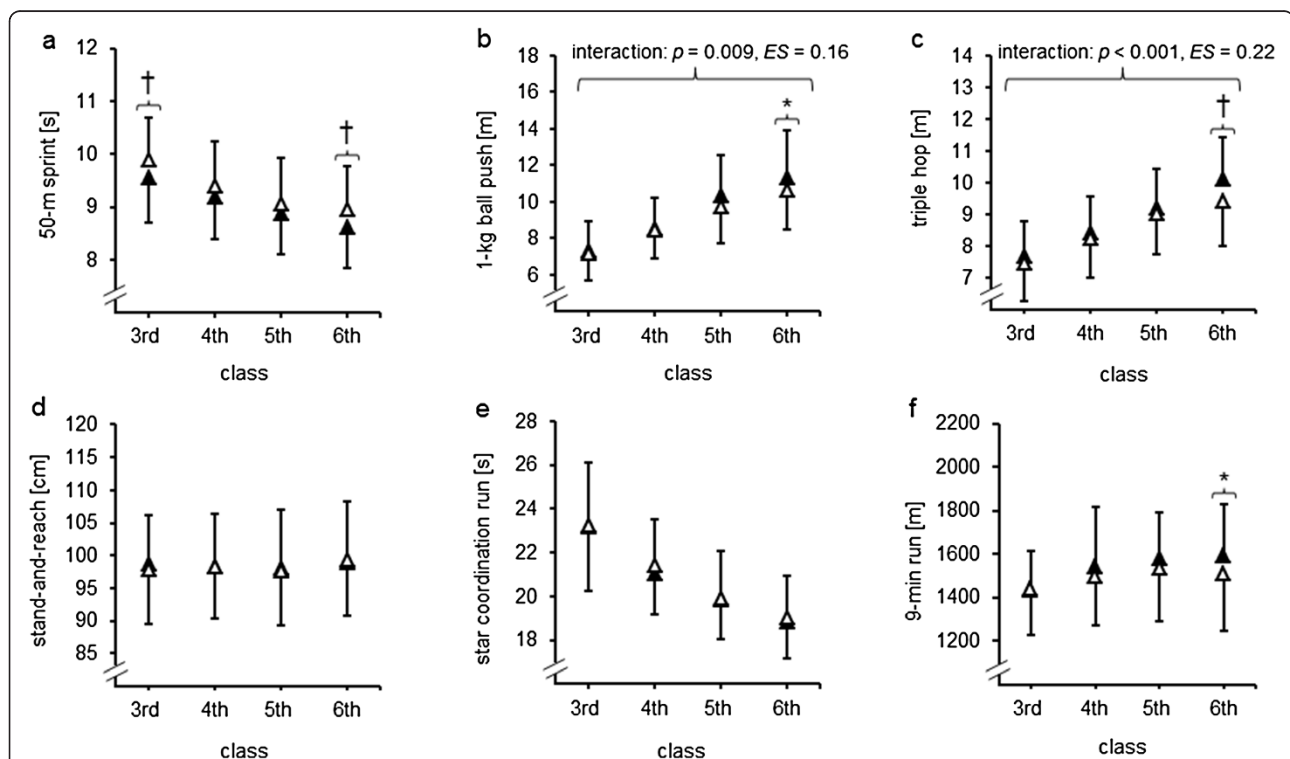 a
12
11
10
9
8
50-m sprint [s]
†
†
3rd 4th 5th 6th
class
b
interaction: p = 0.009, ES = 0.16
18
16
14
12
10
8
6
1-kg ball push [m]
*
3rd 4th 5th 6th
class
c
interaction: p < 0.001, ES = 0.22
14
13
12
11
10
9
8
7
triple hop [m]
†
3rd 4th 5th 6th
class
d
120
115
110
105
100
95
90
85
stand-and-reach [cm]
3rd 4th 5th 6th
class
e
28
26
24
22
20
18
star coordination run [s]
3rd 4th 5th 6th
class
f
2200
2000
1800
1600
1400
1200
9-min run [m]
*
3rd 4th 5th 6th
class